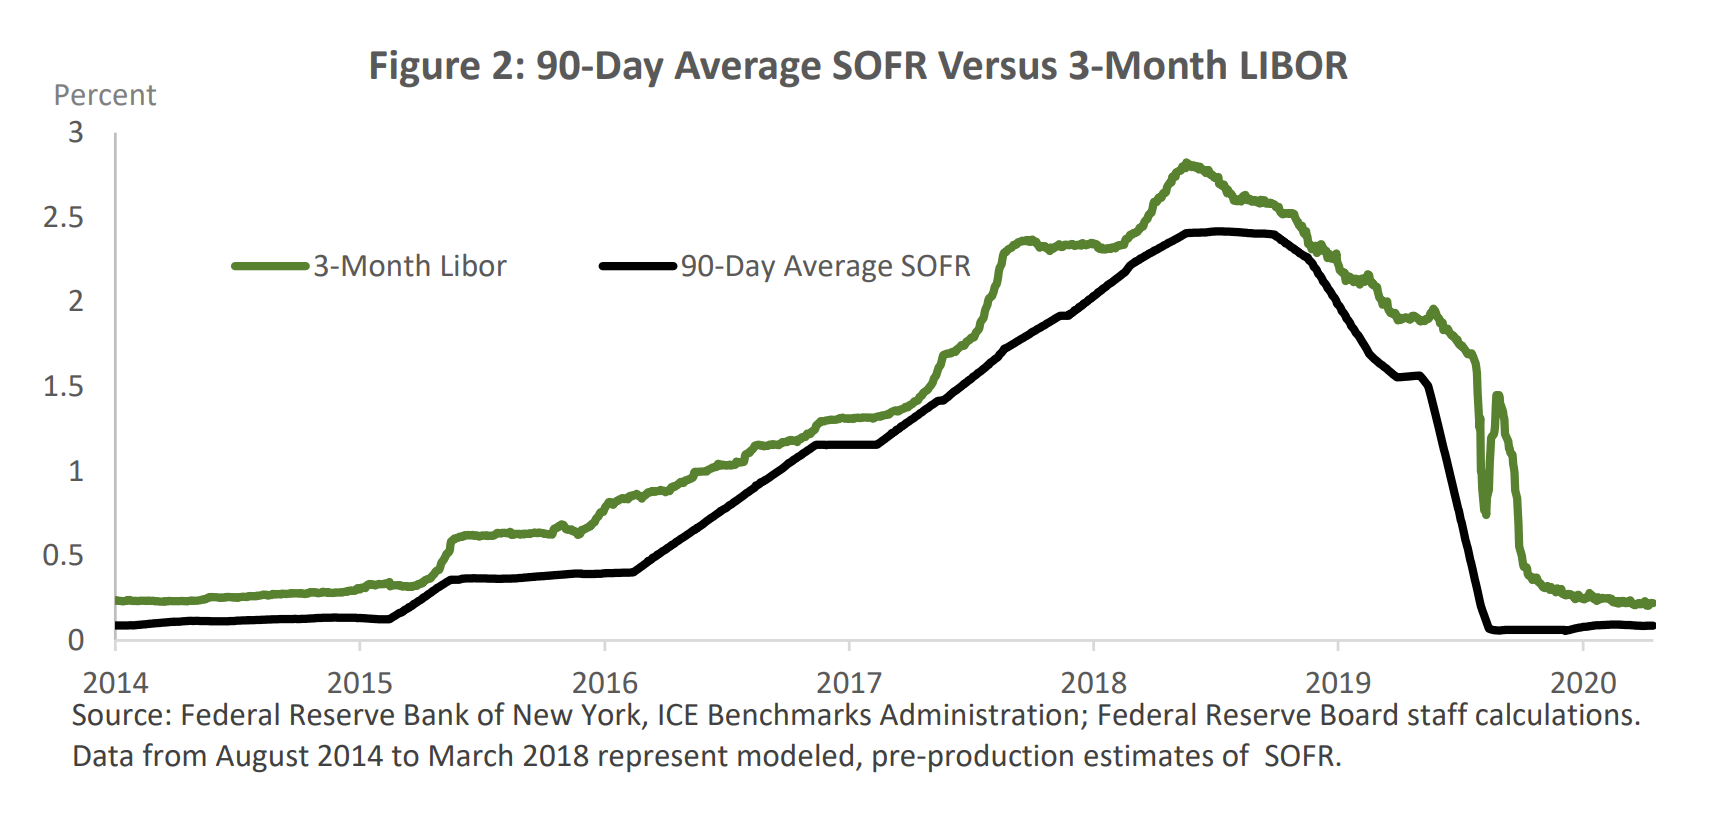 Figure 2: 90-Day Average SOFR Versus 3-Month LIBOR
Percent
3
2.5
2
1.5
1
0.5
0
3-Month Libor
90-Day Average SOFR
2014
2015
2016
2017
2018
2019
2020
Source: Federal Reserve Bank of New York, ICE Benchmarks Administration; Federal Reserve Board staff calculations.
Data from August 2014 to March 2018 represent modeled, pre-production estimates of SOFR.